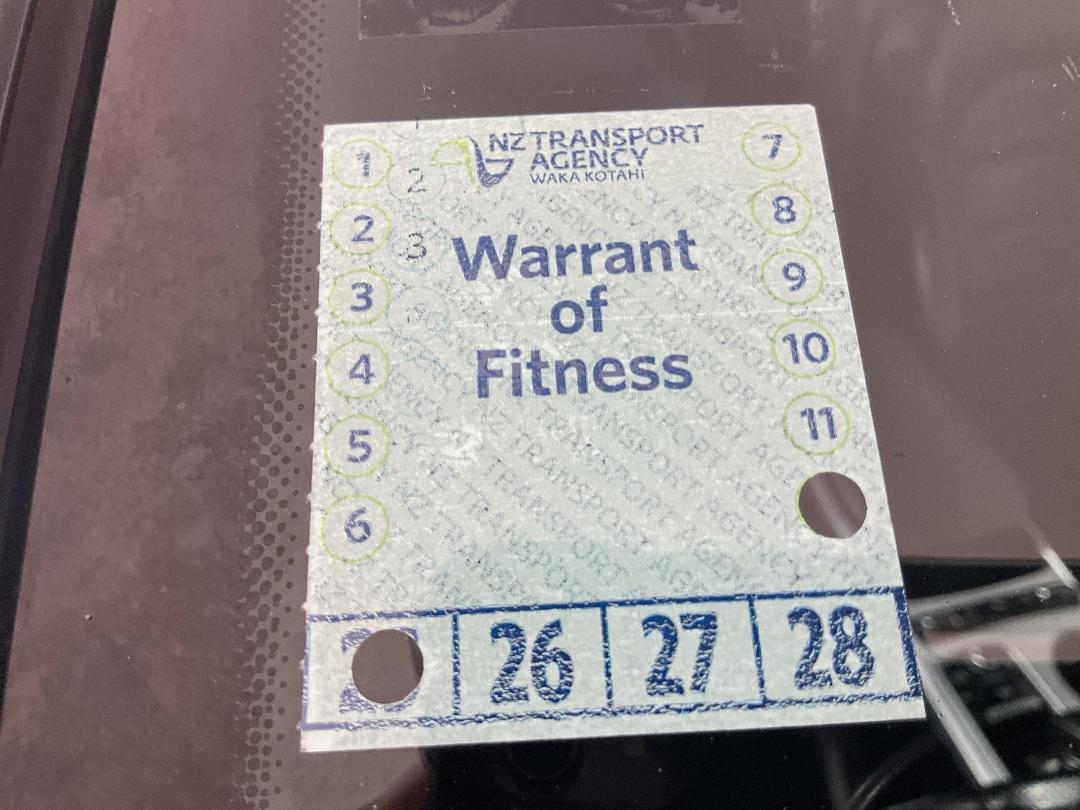 NZ TRANSPORT
AGENCY
WAKA KOTAHI
Warrant
of
Fitness
1
2
3
4
5
6
2
3
7
8
9
10
11
26
27
28